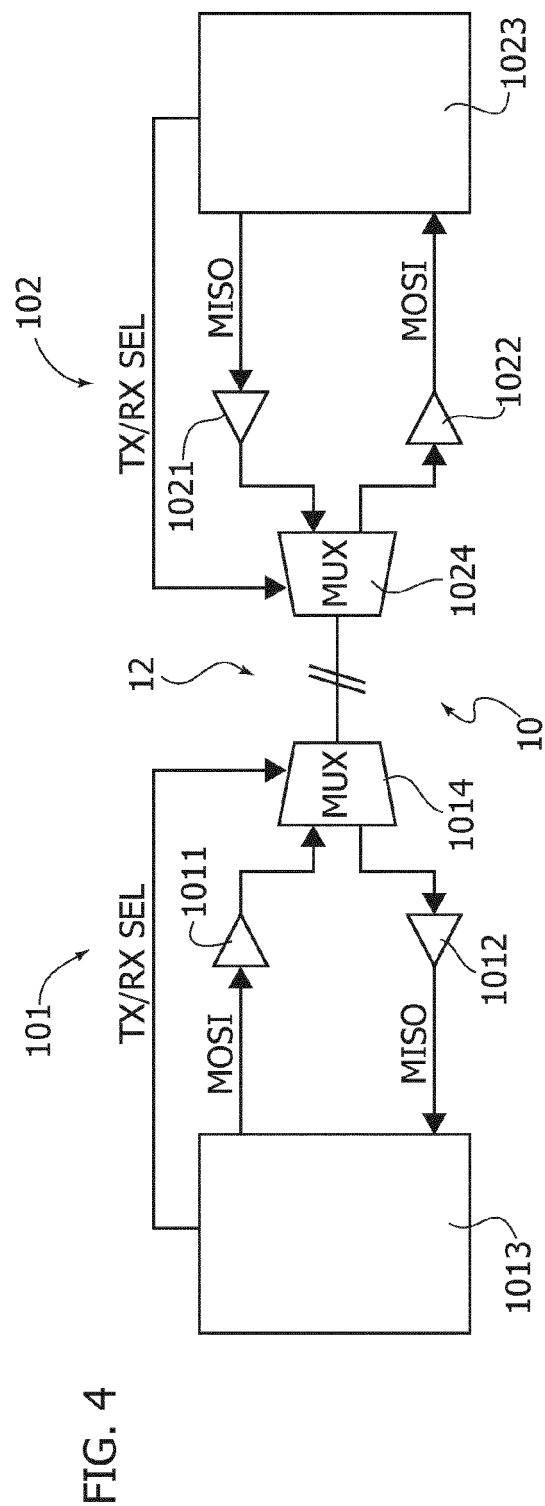 FIG. 4
101
102
TX/RX SEL
TX/RX SEL
12
MOSI
1011
1021
MISO
MUX
MUX
MISO
1012
1014
1024
1022
MOSI
1013
10
1023